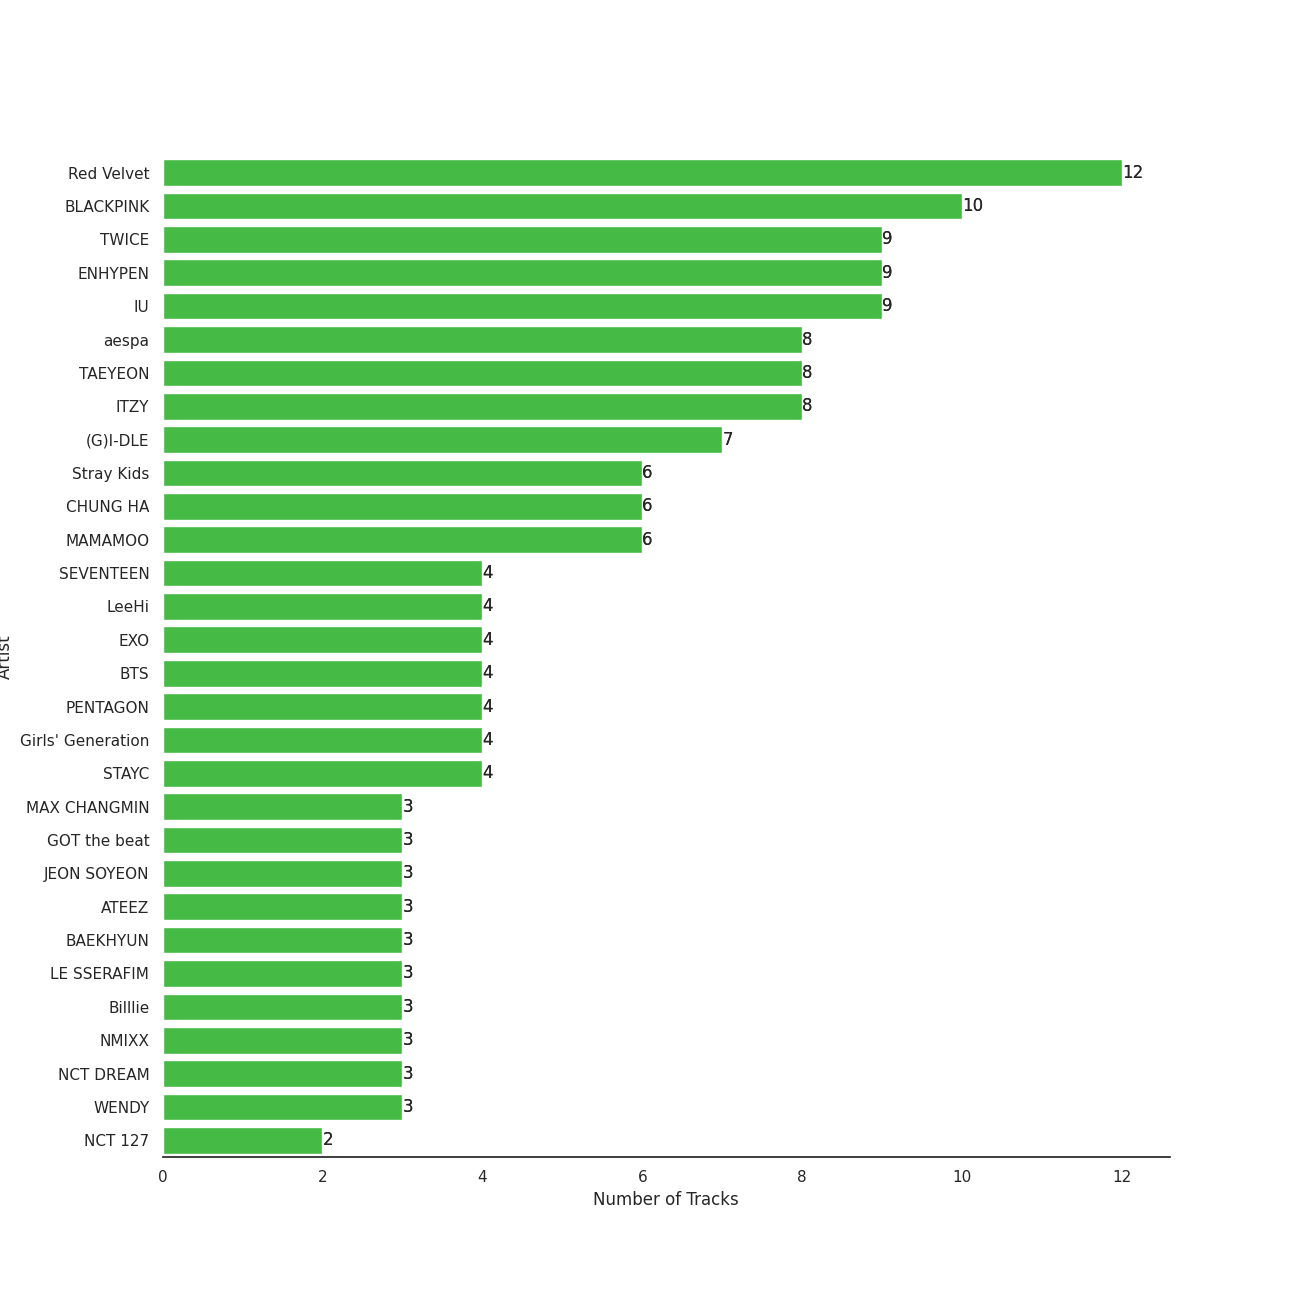 Red Velvet 12
BLACKPINK 10
TWICE 9
ENHYPEN 9
IU 9
aespa 8
TAEYEON 8
ITZY 8
(G)I-DLE 7
Stray Kids 6
CHUNG HA 6
MAMAMOO 6
SEVENTEEN 4
LeeHi 4
EXO 4
BTS 4
PENTAGON 4
Girls' Generation 4
STAYC 4
MAX CHANGMIN 3
GOT the beat 3
JEON SOYEON 3
ATEEZ 3
BAEKHYUN 3
LE SSERAFIM 3
Billlie 3
NMIXX 3
NCT DREAM 3
WENDY 3
NCT 127 2
Artist
0 2 4 6 8 10 12
Number of Tracks